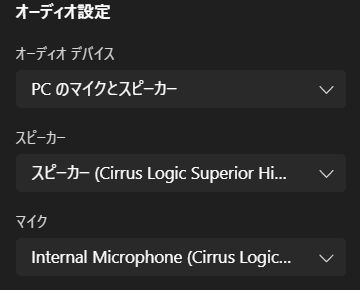 オーディオ設定
オーディオ デバイス
PC のマイクとスピーカー
スピーカー
スピーカー (Cirrus Logic Superior Hi...
マイク
Internal Microphone (Cirrus Logic...